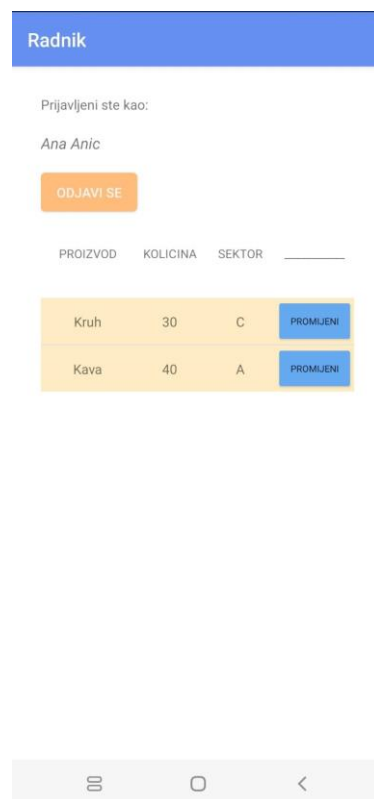 Radnik
Prijavljeni ste kao:
Ana Anic
ODJAVI SE
PROIZVOD KOLICINA SEKTOR
Kruh 30 C PROMIJENI
Kava 40 A PROMIJENI